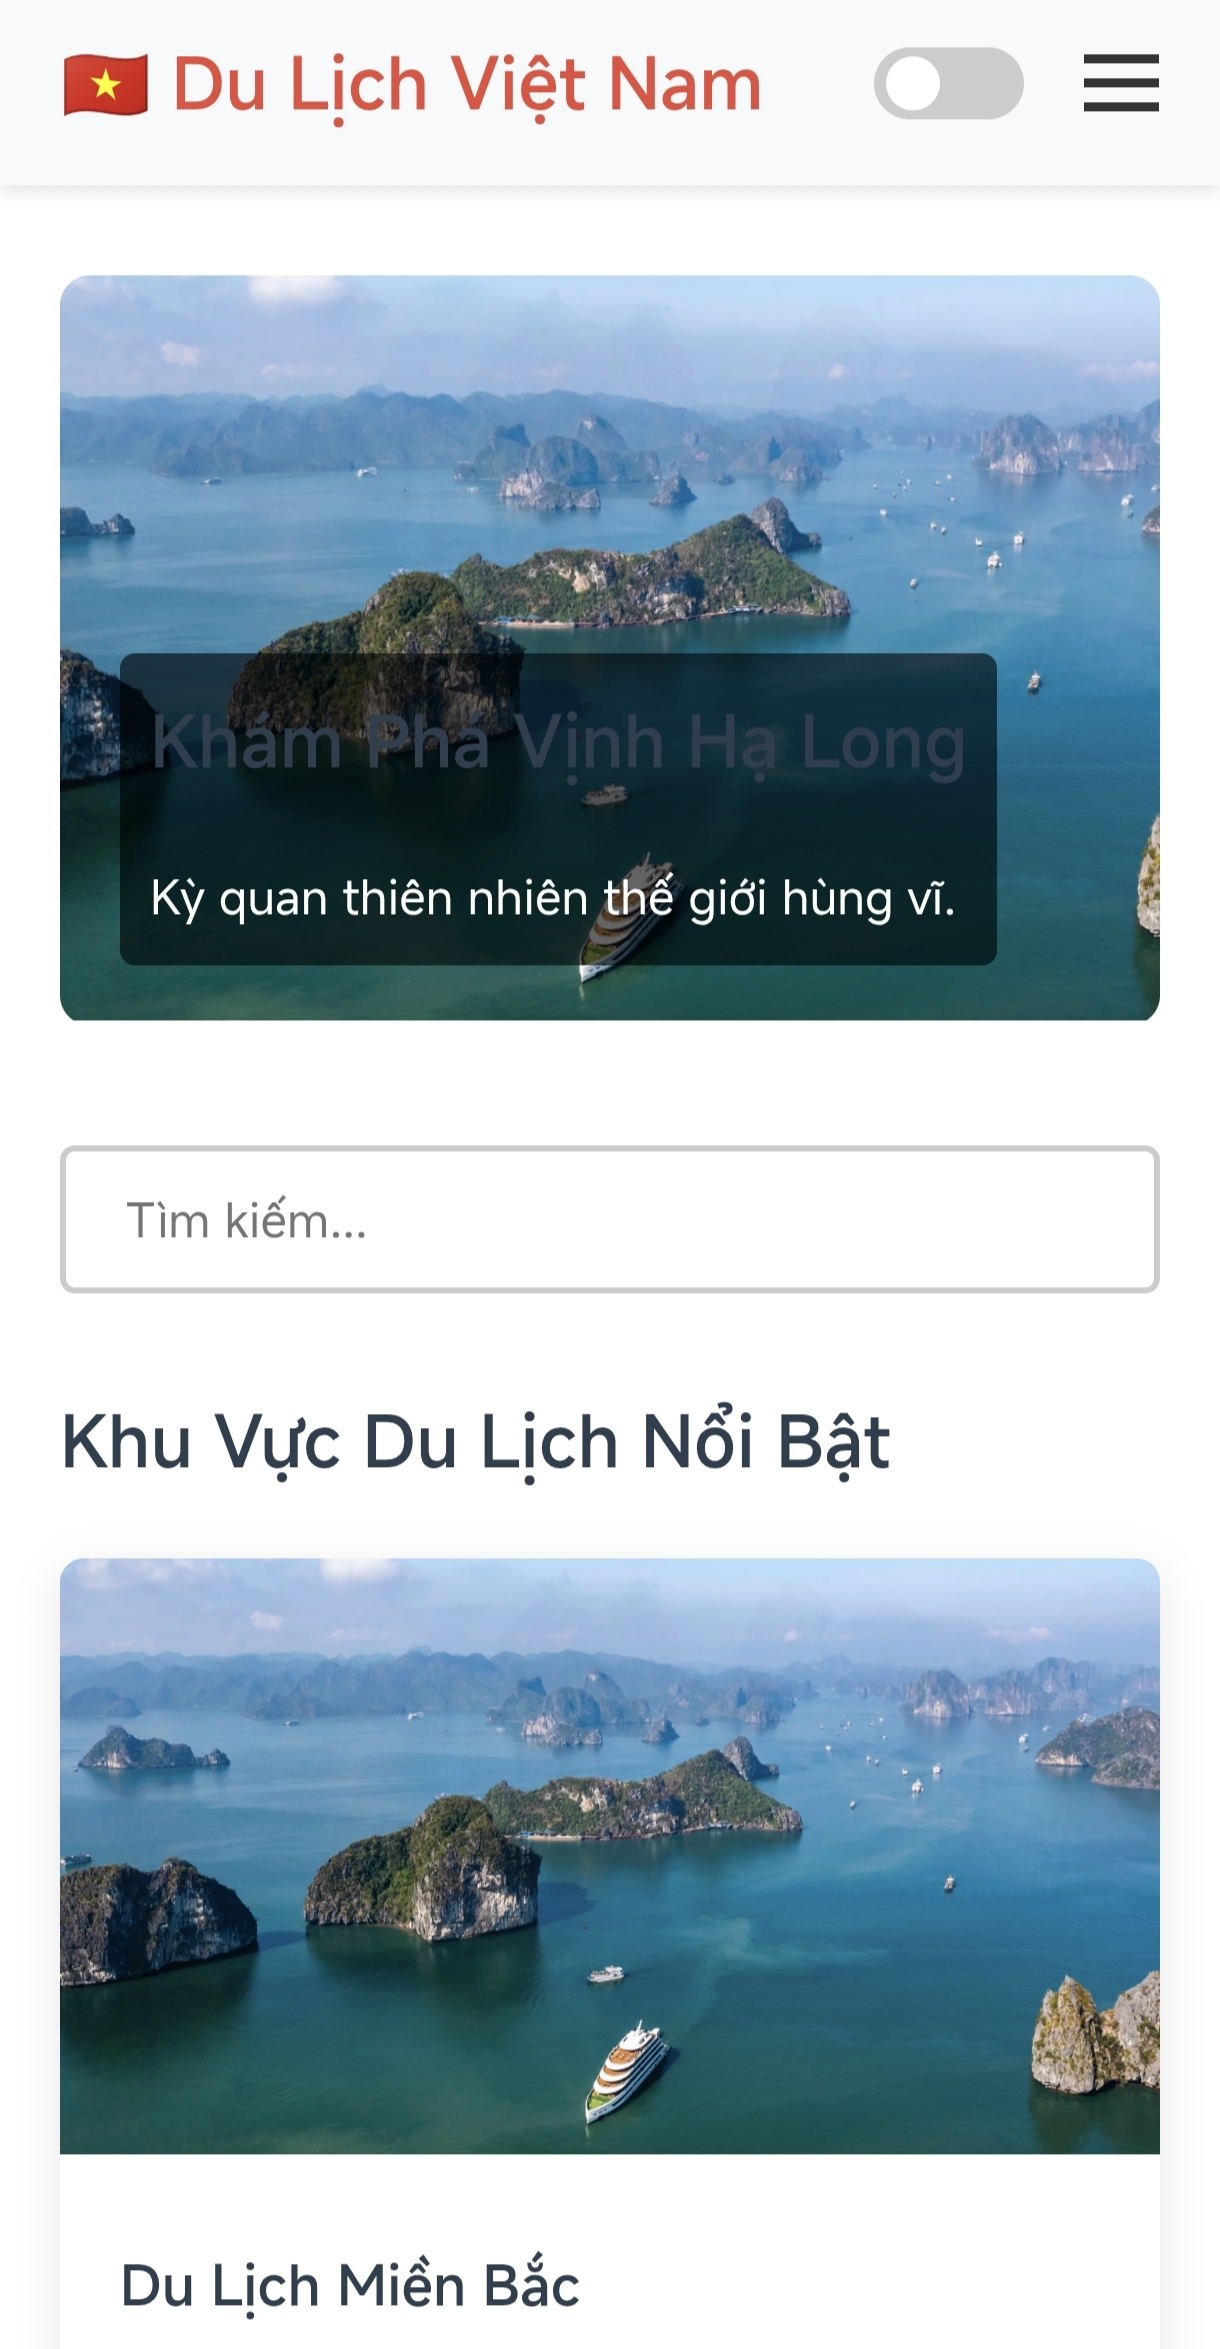 🇻🇳 Du Lịch Việt Nam
Khám Phá Vịnh Hạ Long
Kỳ quan thiên nhiên thế giới hùng vĩ.
Tìm kiếm...
Khu Vực Du Lịch Nổi Bật
Du Lịch Miền Bắc